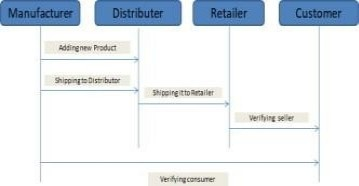 Manufacturer Distributer Retailer Customer
Adding new Product
Shipping to Distributor
Shipping it to Retailer
Verifying seller
Verifying consumer